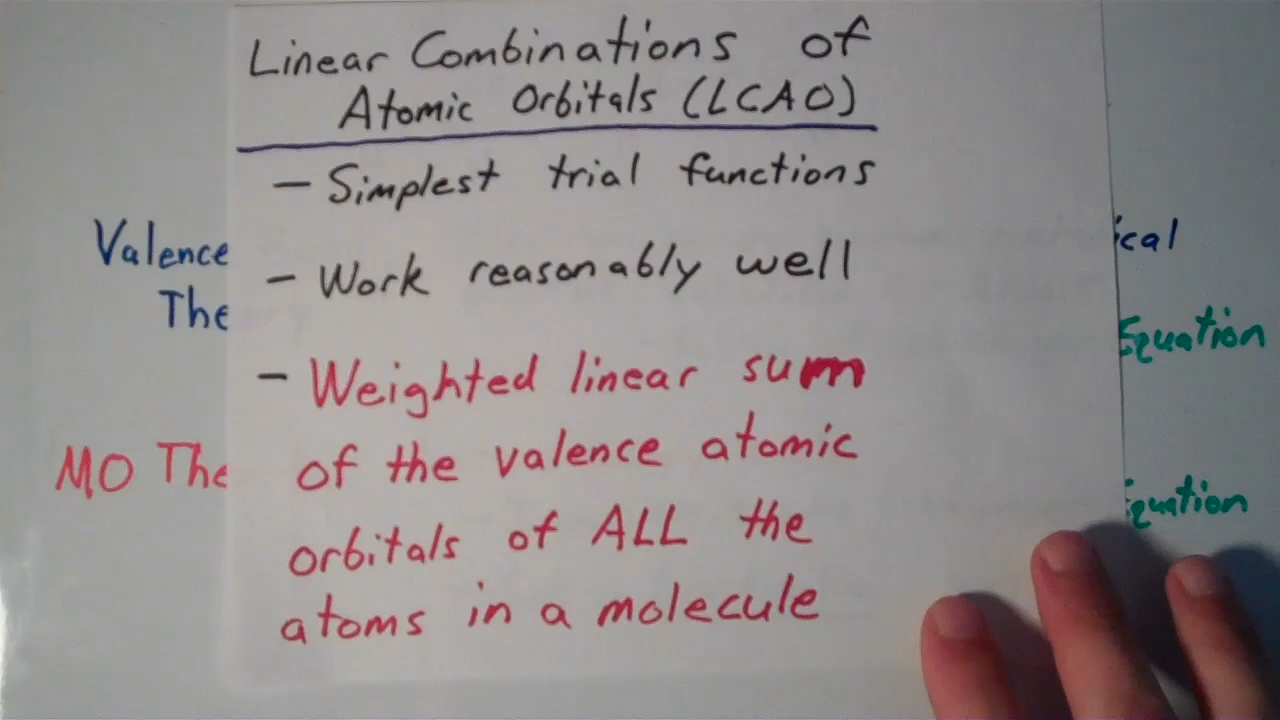 Linear Combinations of
Atomic Orbitals (LCAO)
– Simplest trial functions
– Work reasonably well
– Weighted linear sum
of the valence atomic
orbitals of ALL the
atoms in a molecule
Valence
The
MO The
ical
Equation
Equation